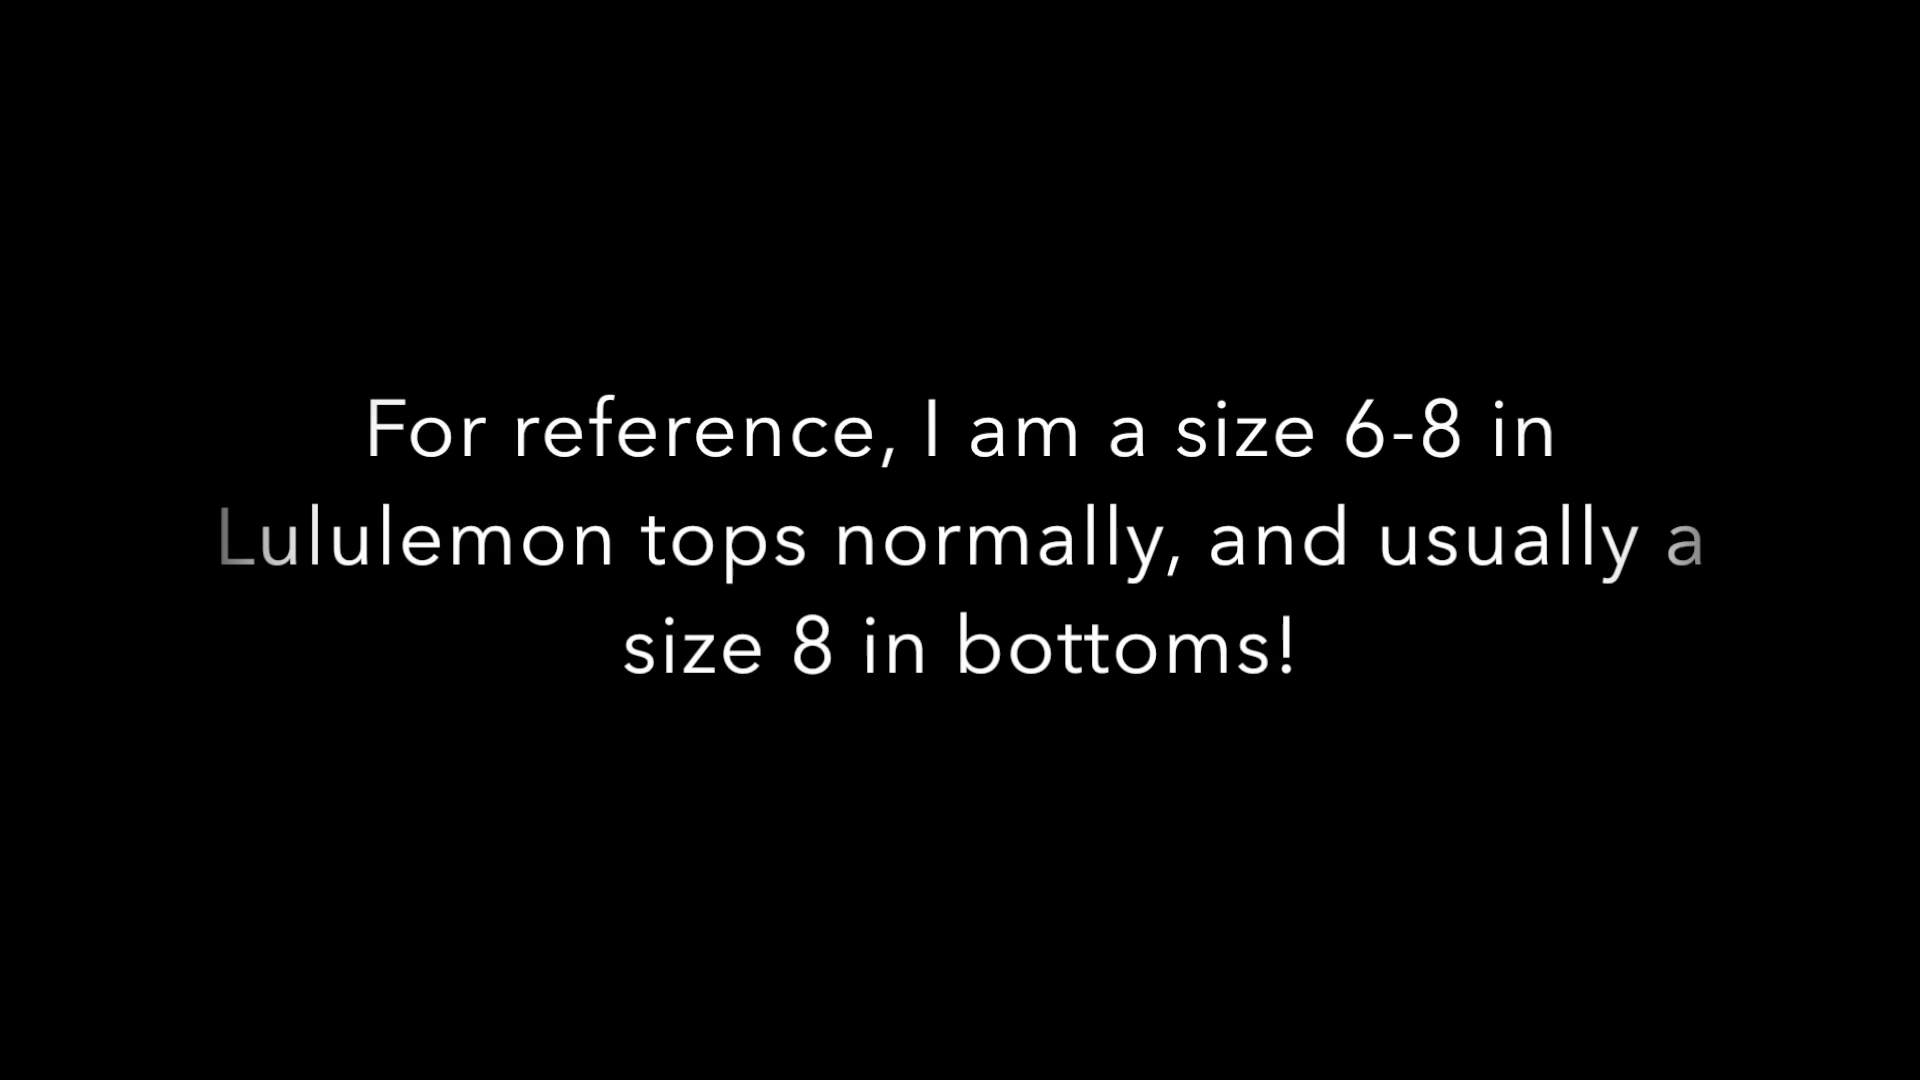 For reference, I am a size 6-8 in
Lululemon tops normally, and usually a
size 8 in bottoms!